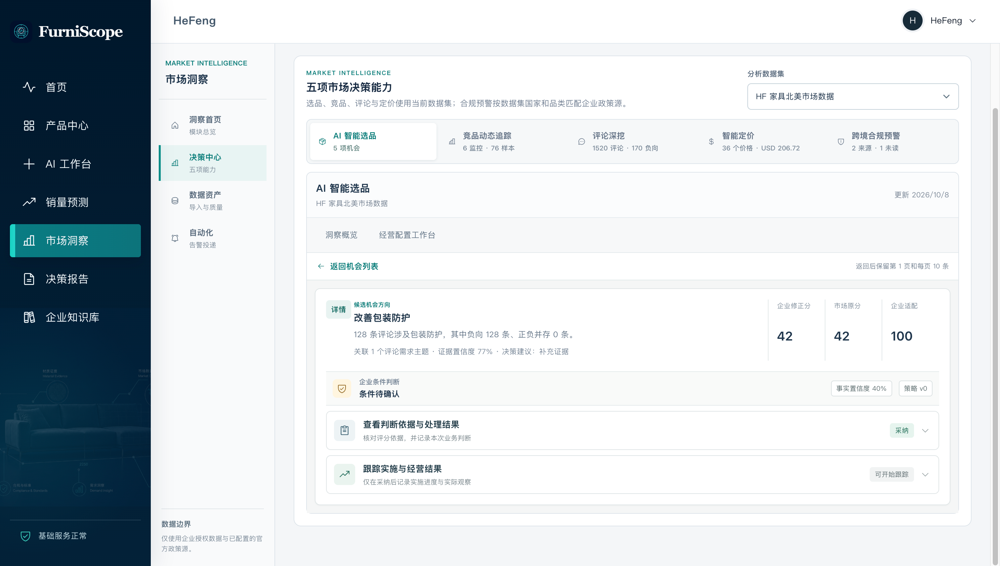 FurniScope
首页
产品中心
AI 工作台
销量预测
市场洞察
决策报告
企业知识库
材质证度
Material Evidence
2250
合规与标准
Compliance & Standards
需求洞察
Demand Insight
基础服务正常
HeFeng
H
HeFeng
MARKET INTELLIGENCE
市场洞察
洞察首页
模块总览
决策中心
五项能力
数据资产
导入与质量
自动化
告警投递
数据边界
仅使用企业授权数据与已配置的官
方政策源。
MARKET INTELLIGENCE
五项市场决策能力
选品、竞品、评论与定价使用当前数据集；合规预警按数据集国家和品类匹配企业政策源。
分析数据集
HF 家具北美市场数据
AI 智能选品
5 项机会
竞品动态追踪
6 监控 · 76 样本
评论深挖
1520 评论 · 170 负向
智能定价
36 个价格 · USD 206.72
跨境合规预警
2 来源 · 1 未读
AI 智能选品
HF 家具北美市场数据
更新 2026/10/8
洞察概览
经营配置工作台
返回机会列表
返回后保留第 1 页和每页 10 条
详情
候选机会方向
改善包装防护
128 条评论涉及包装防护，其中负向 128 条、正负并存 0 条。
关联 1 个评论需求主题 · 证据置信度 77% · 决策建议：补充证据
企业修正分
42
市场原分
42
企业适配
100
企业条件判断
条件待确认
事实置信度 40%
策略 v0
查看判断依据与处理结果
核对评分依据，并记录本次业务判断
采纳
跟踪实施与经营结果
仅在采纳后记录实施进度与实际观察
可开始跟踪